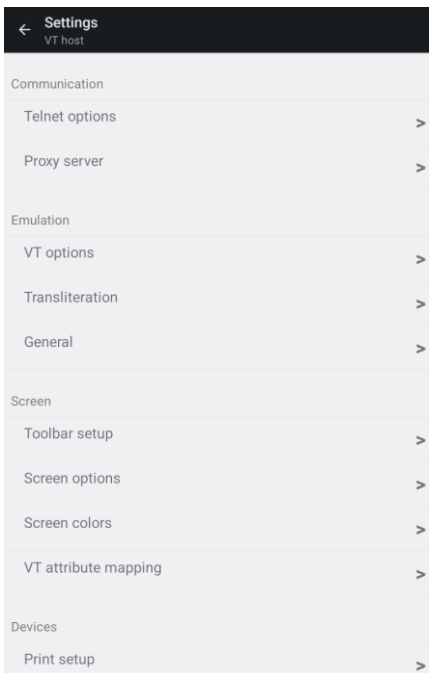 Settings
VT host
Communication
Telnet options >
Proxy server >
Emulation
VT options >
Transliteration >
General >
Screen
Toolbar setup >
Screen options >
Screen colors >
VT attribute mapping >
Devices
Print setup >